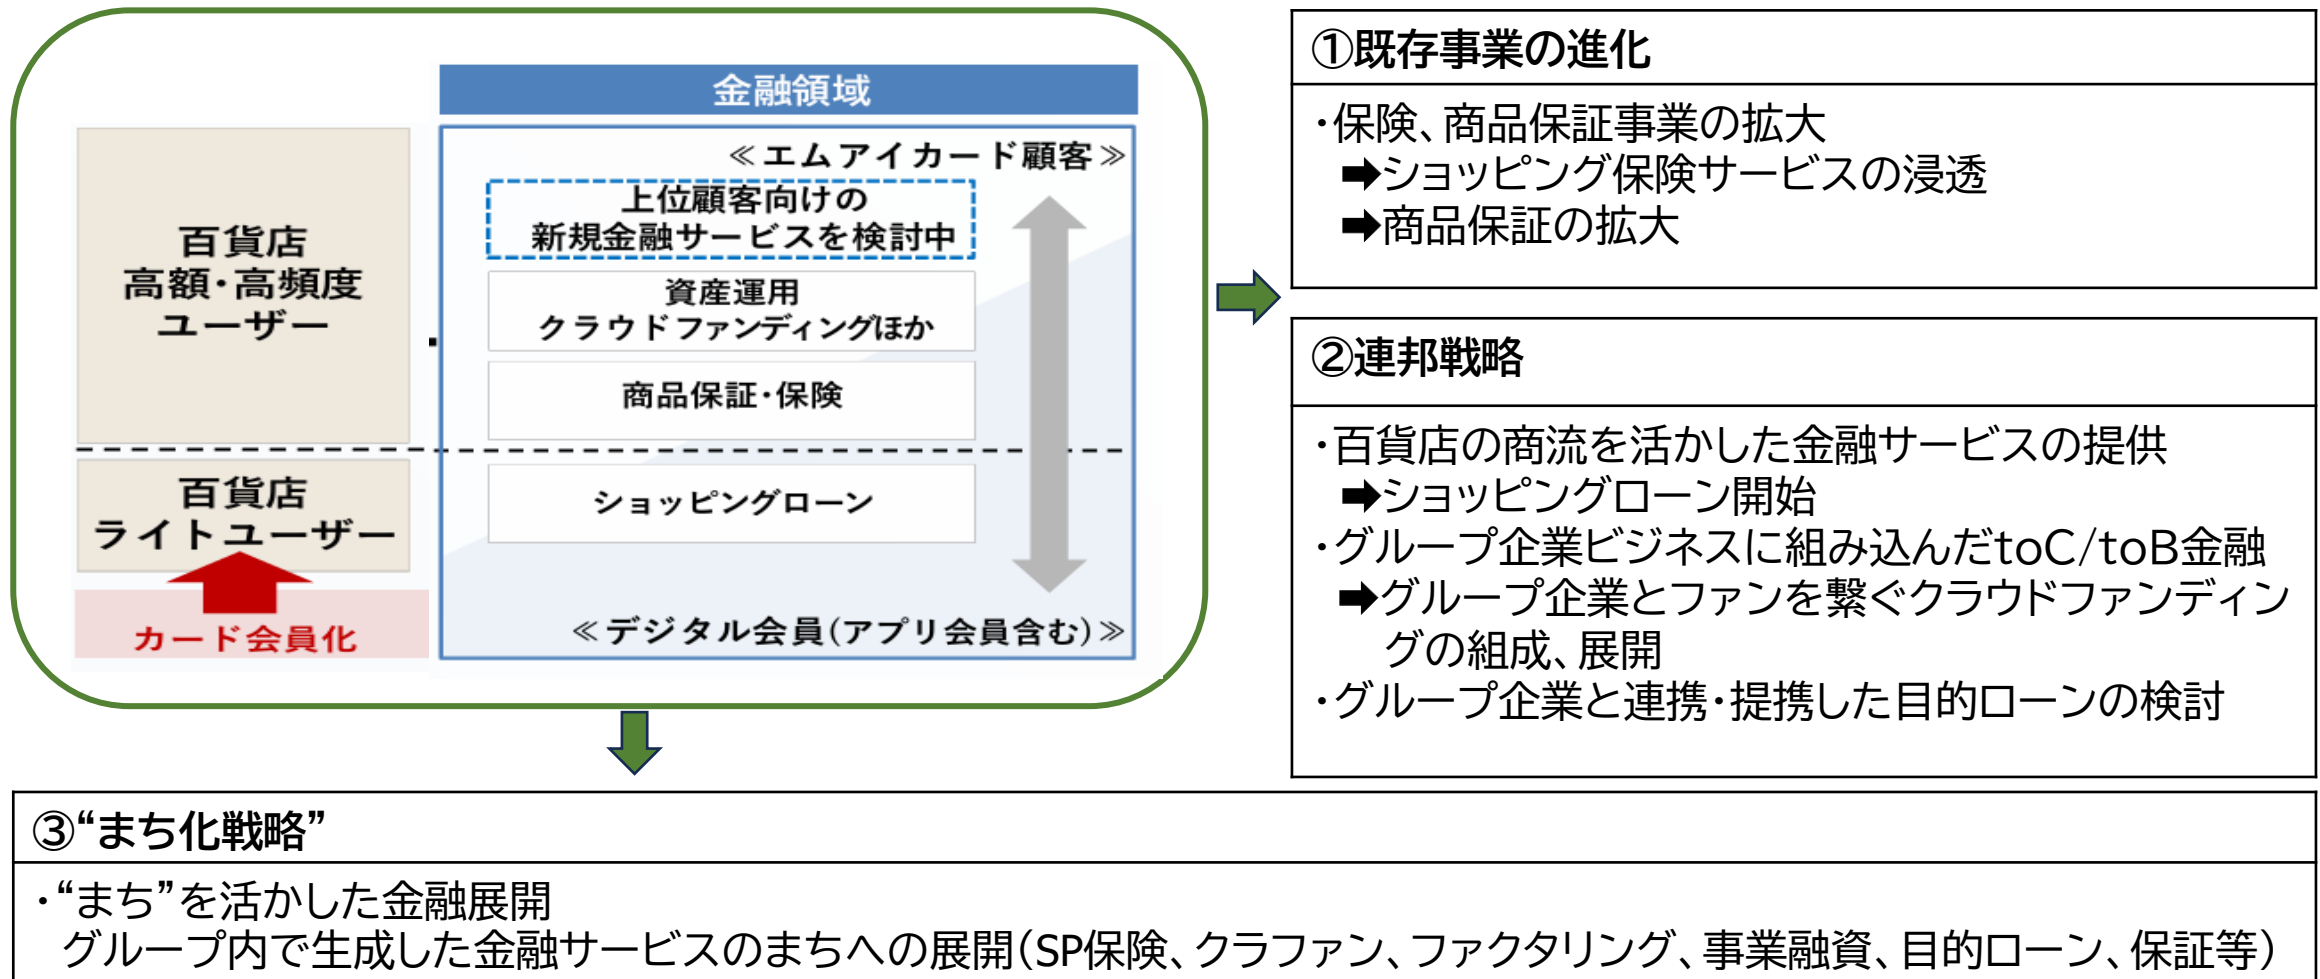 金融領域
≪エムアイカード顧客≫
百貨店
高額・高頻度
ユーザー
上位顧客向けの
新規金融サービスを検討中
資産運用
クラウドファンディングほか
商品保証・保険
百貨店
ライトユーザー
ショッピングローン
カード会員化
≪デジタル会員(アプリ会員含む)≫
①既存事業の進化
・保険、商品保証事業の拡大
➡ショッピング保険サービスの浸透
➡商品保証の拡大
②連邦戦略
・百貨店の商流を活かした金融サービスの提供
➡ショッピングローン開始
・グループ企業ビジネスに組み込んだtoC/toB金融
➡グループ企業とファンを繋ぐクラウドファンディン
グの組成、展開
・グループ企業と連携・提携した目的ローンの検討
③“まち化戦略”
・“まち”を活かした金融展開
グループ内で生成した金融サービスのまちへの展開(SP保険、クラファン、ファクタリング、事業融資、目的ローン、保証等)